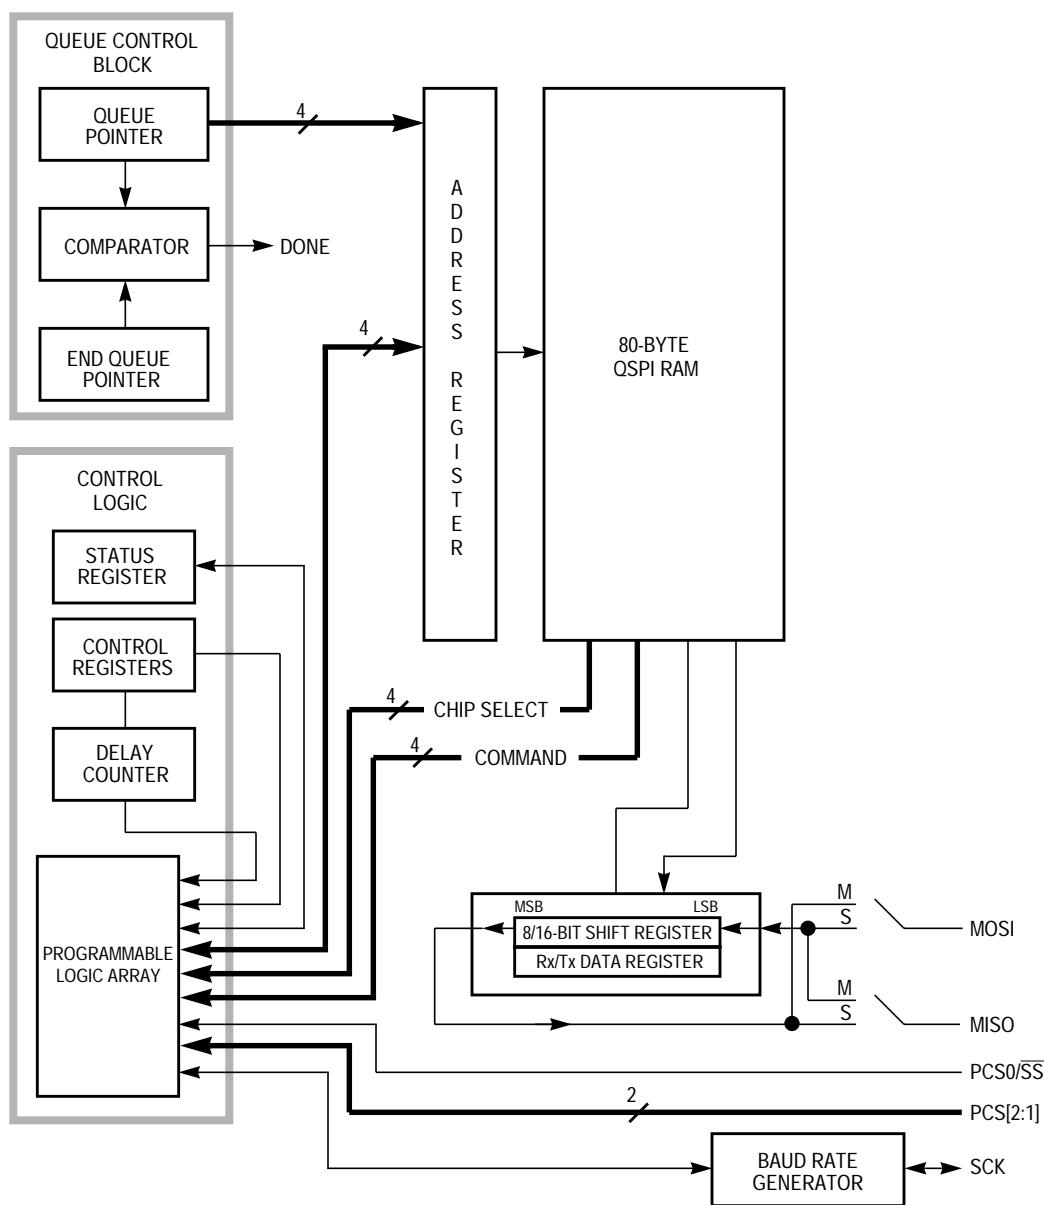 QUEUE CONTROL
BLOCK
QUEUE
POINTER
4
COMPARATOR
DONE
END QUEUE
POINTER
4
ADDRESS REGISTER
80-BYTE
QSPI RAM
CONTROL
LOGIC
STATUS
REGISTER
CONTROL
REGISTERS
DELAY
COUNTER
PROGRAMMABLE
LOGIC ARRAY
4
CHIP SELECT
4
COMMAND
MSB
LSB
8/16-BIT SHIFT REGISTER
Rx/Tx DATA REGISTER
M
S
MOSI
M
S
MISO
PCS0/S̅S̅
2
PCS[2:1]
BAUD RATE
GENERATOR
SCK